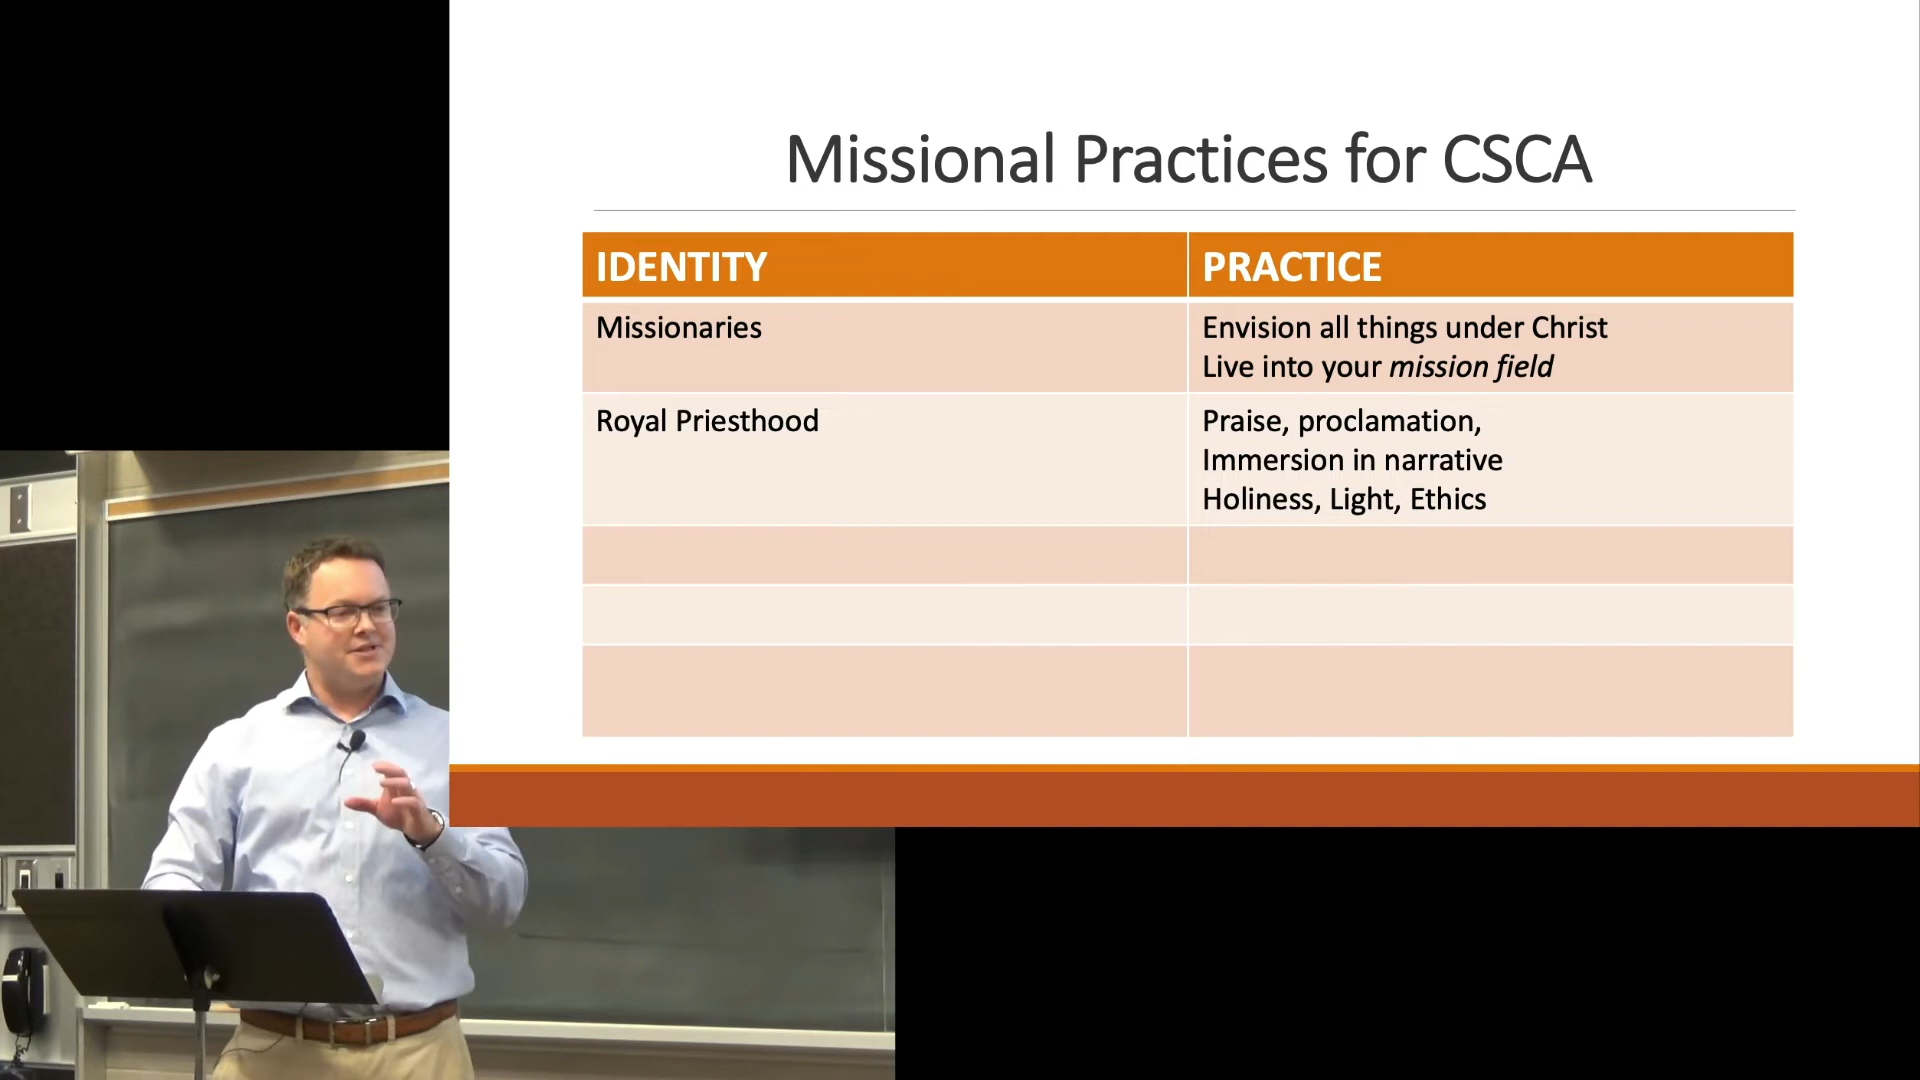 Missional Practices for CSCA
IDENTITY
PRACTICE
Missionaries
Envision all things under Christ
Live into your mission field
Royal Priesthood
Praise, proclamation,
Immersion in narrative
Holiness, Light, Ethics